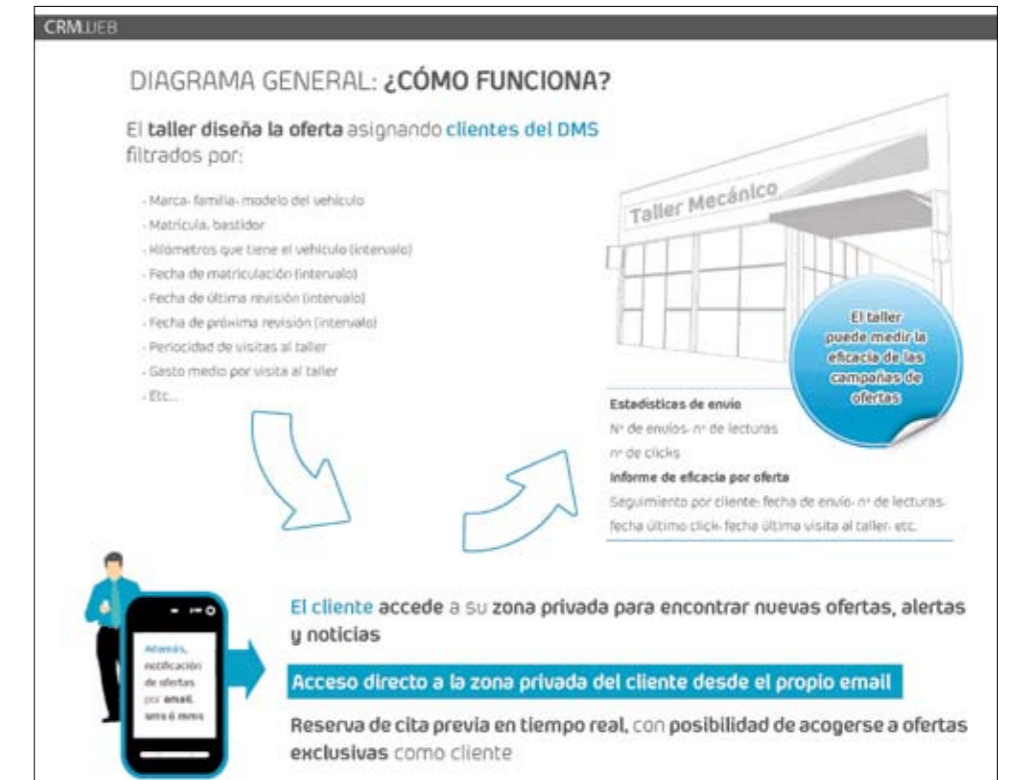 CRM.WEB
DIAGRAMA GENERAL: ¿CÓMO FUNCIONA?
El taller diseña la oferta asignando clientes del DMS
filtrados por:
- Marca, familia, modelo del vehículo
- Matrícula, bastidor
- Kilómetros que tiene el vehículo (intervalo)
- Fecha de matriculación (intervalo)
- Fecha de última revisión (intervalo)
- Fecha de próxima revisión (intervalo)
- Periocidad de visitas al taller
- Gasto medio por visita al taller
- Etc...
Taller Mecánico
El taller
puede medir la
eficacia de las
campañas de
ofertas
Estadísticas de envío
Nº de envíos, nº de lecturas
nº de clicks
Informe de eficacia por oferta
Seguimiento por cliente: fecha de envío, nº de lecturas,
fecha último click, fecha última visita al taller, etc.
Además,
notificación
de ofertas
por email,
sms ó mms
El cliente accede a su zona privada para encontrar nuevas ofertas, alertas
y noticias
Acceso directo a la zona privada del cliente desde el propio email
Reserva de cita previa en tiempo real, con posibilidad de acogerse a ofertas
exclusivas como cliente